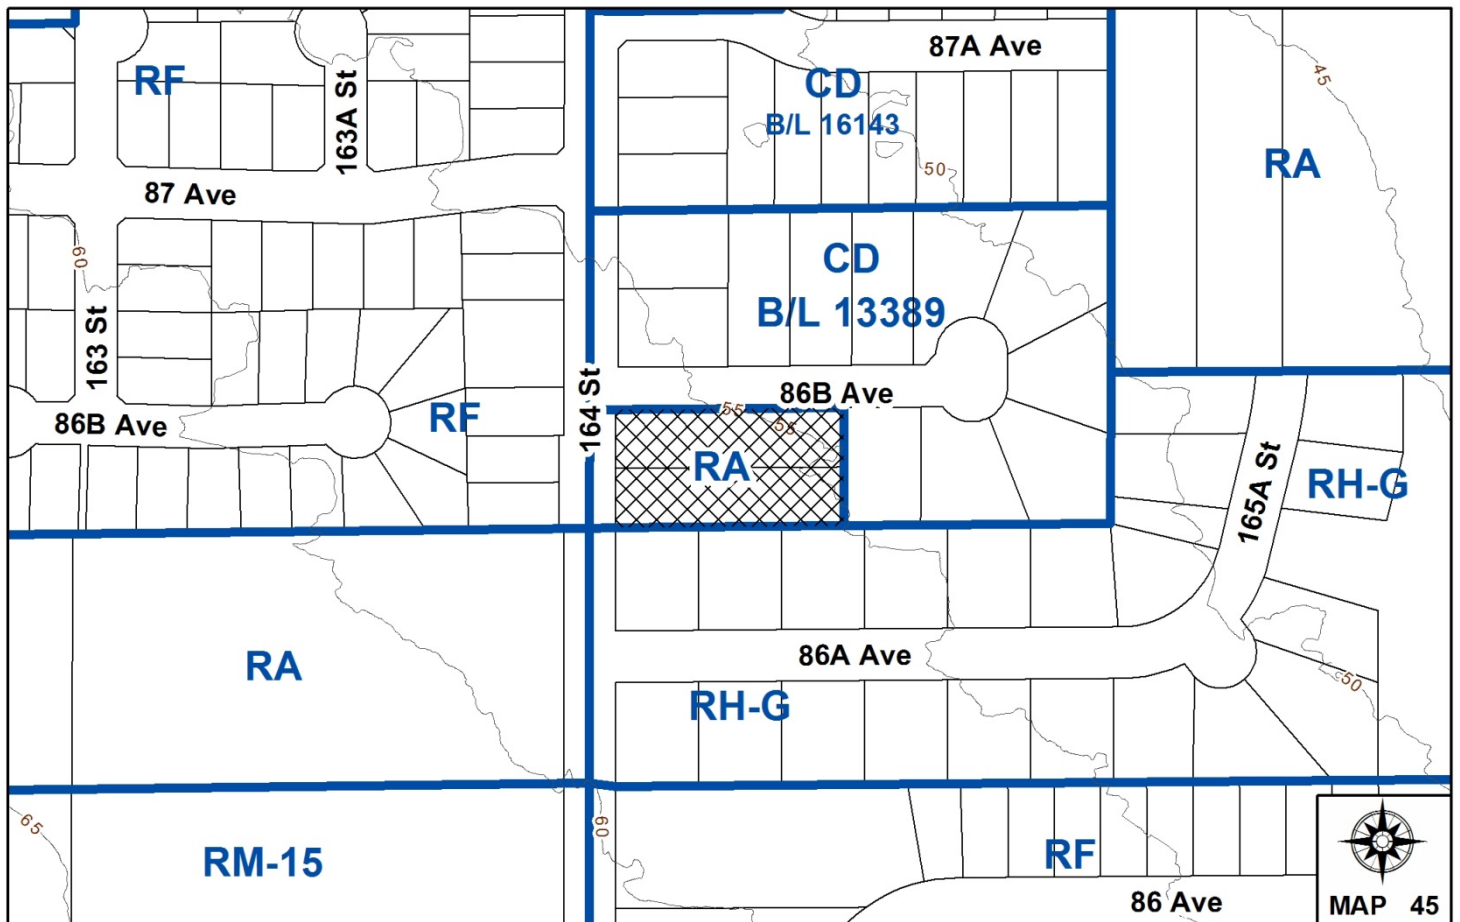 87A Ave
45
RF
163A St
CD
B/L 16143
50
RA
87 Ave
60
CD
B/L 13389
163 St
164 St
86B Ave
55
86B Ave
RF
55
RA
165A St
RH-G
86A Ave
RA
50
RH-G
65
60
RM-15
RF
86 Ave
MAP 45